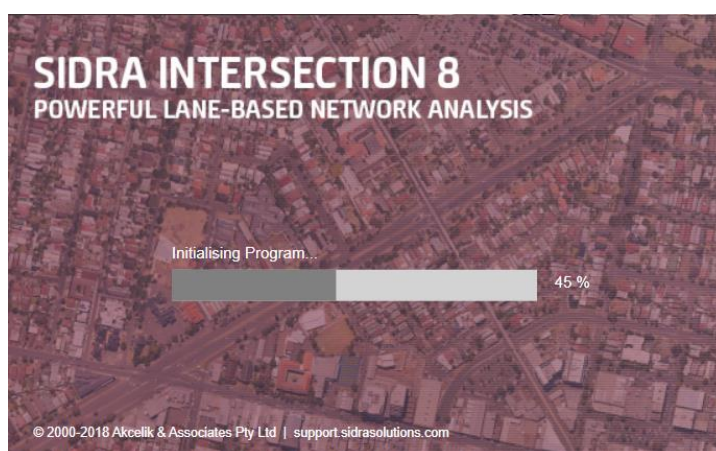 SIDRA INTERSECTION 8
POWERFUL LANE-BASED NETWORK ANALYSIS
Initialising Program...
45 %
© 2000-2018 Akcelik & Associates Pty Ltd | support.sidrasolutions.com